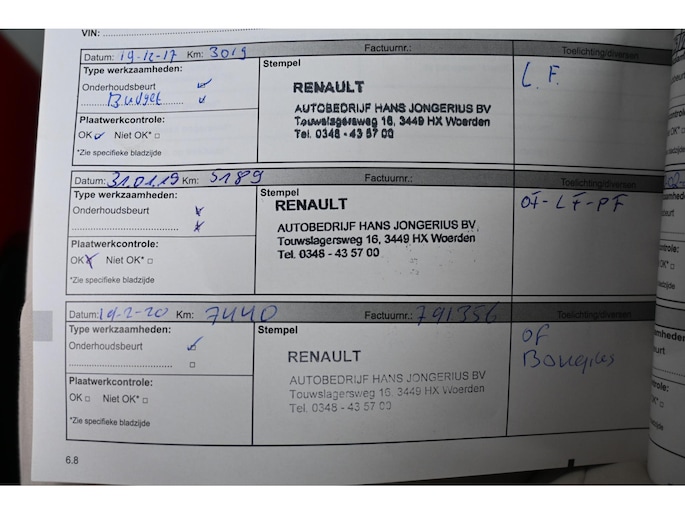 VIN:
Datum: 19-12-17 Km: 3019 Factuurnr.: Toelichting/diversen
Type werkzaamheden:
Stempel
Onderhoudsbeurt
Budget
RENAULT
L.F.
AUTOBEDRIJF HANS JONGERIUS BV
Touwslagersweg 16, 3449 HX Woerden
Tel. 0348 - 43 57 00
Plaatwerkcontrole:
OK Niet OK*
*Zie specifieke bladzijde
Datum: 31.01.19 Km: 5189 Factuurnr.: Toelichting/diversen
Type werkzaamheden:
Stempel
Onderhoudsbeurt
RENAULT
OF-LF-PF
AUTOBEDRIJF HANS JONGERIUS BV
Touwslagersweg 16, 3449 HX Woerden
Tel. 0348 - 43 57 00
Plaatwerkcontrole:
OK Niet OK*
*Zie specifieke bladzijde
Datum: 19-2-20 Km: 7440 Factuurnr.: 791356 Toelichting/diversen
Type werkzaamheden:
Stempel
Onderhoudsbeurt
RENAULT
OF
Bougies
AUTOBEDRIJF HANS JONGERIUS BV
Touwslagersweg 16, 3449 HX Woerden
Tel. 0348 - 43 57 00
Plaatwerkcontrole:
OK Niet OK*
*Zie specifieke bladzijde
6.8